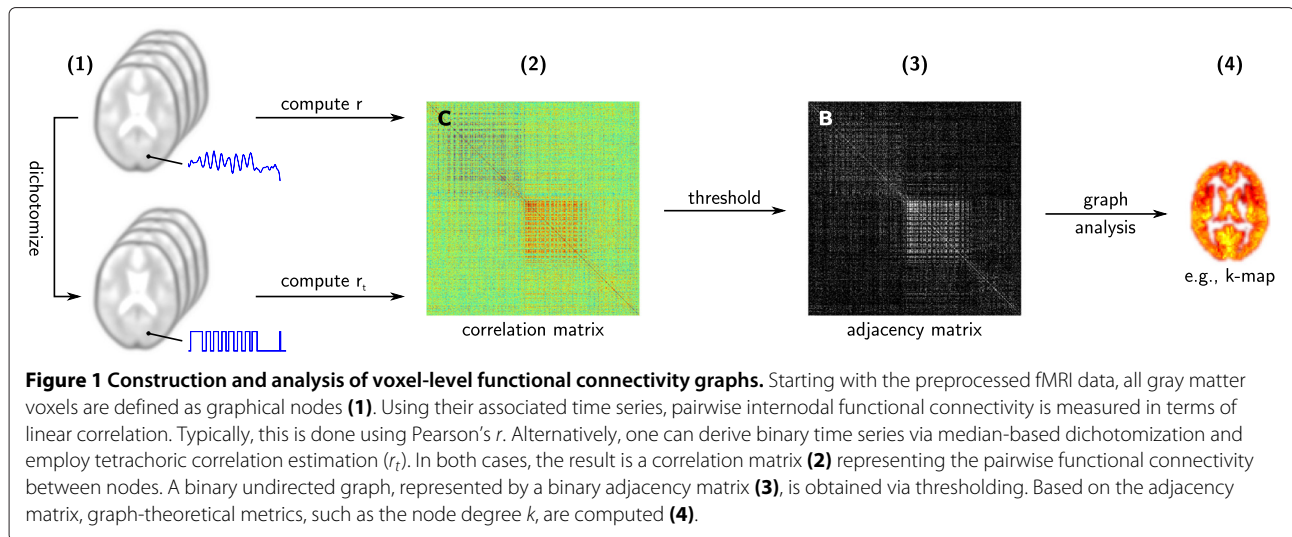 (1)
(2)
(3)
(4)
compute r
C
B
dichotomize
threshold
graph
analysis
compute rt
e.g., k-map
correlation matrix
adjacency matrix
Figure 1 Construction and analysis of voxel-level functional connectivity graphs. Starting with the preprocessed fMRI data, all gray matter
voxels are defined as graphical nodes (1). Using their associated time series, pairwise internodal functional connectivity is measured in terms of
linear correlation. Typically, this is done using Pearson's r. Alternatively, one can derive binary time series via median-based dichotomization and
employ tetrachoric correlation estimation (rt). In both cases, the result is a correlation matrix (2) representing the pairwise functional connectivity
between nodes. A binary undirected graph, represented by a binary adjacency matrix (3), is obtained via thresholding. Based on the adjacency
matrix, graph-theoretical metrics, such as the node degree k, are computed (4).